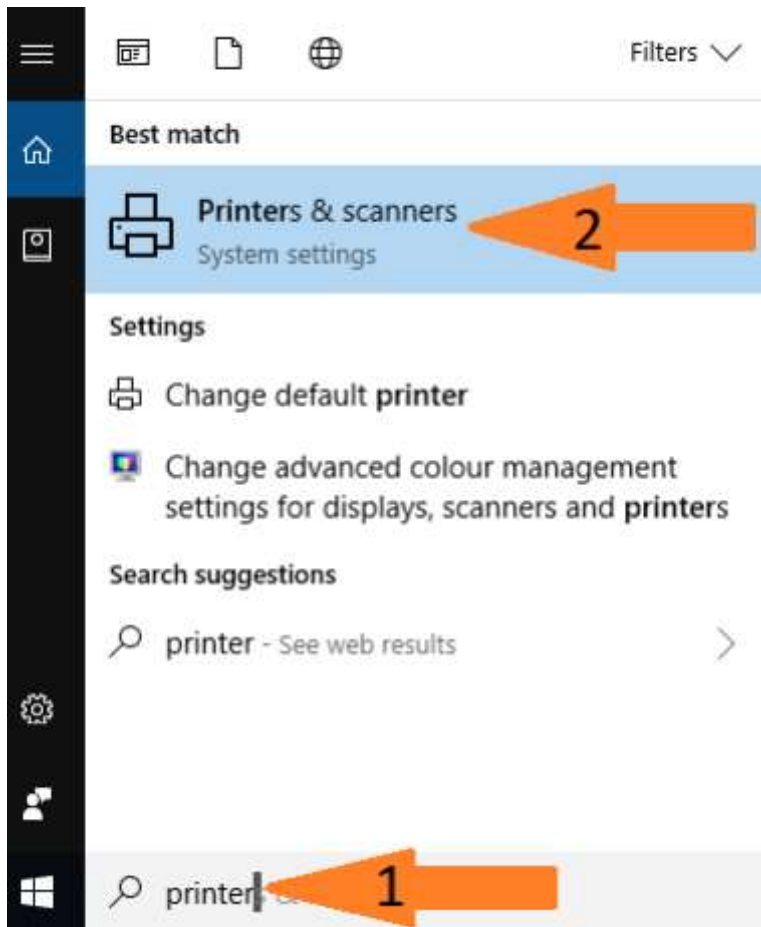 Filters
Best match
Printers & scanners
2
System settings
Settings
Change default printer
Change advanced colour management
settings for displays, scanners and printers
Search suggestions
printer - See web results
printer
1